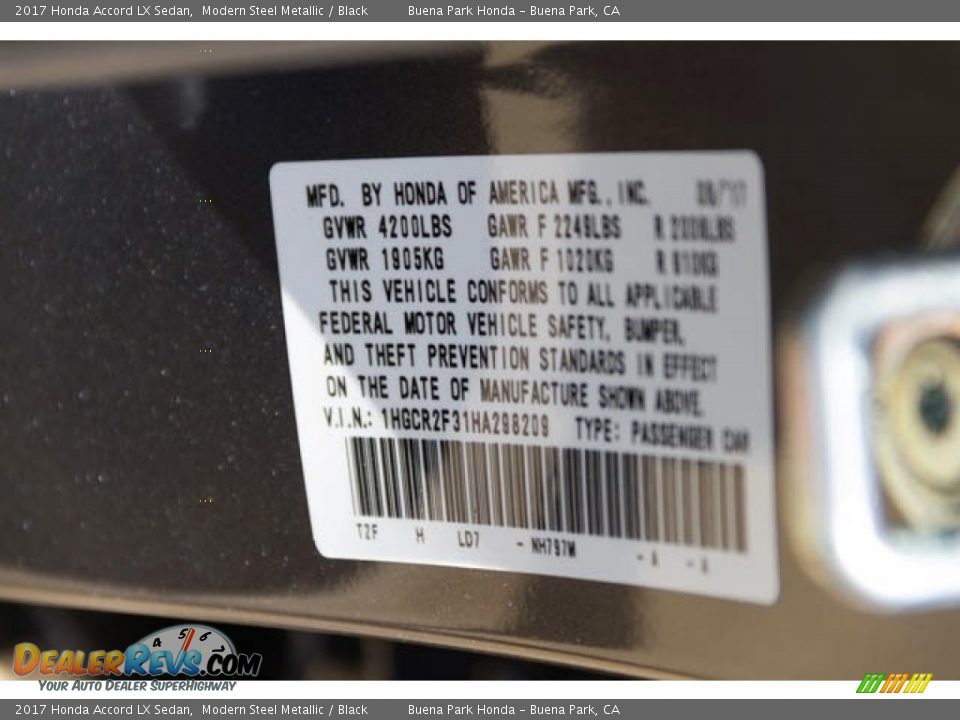 2017 Honda Accord LX Sedan, Modern Steel Metallic / Black Buena Park Honda - Buena Park, CA
MFD. BY HONDA OF AMERICA MFG., INC.
GVWR 4200LBS GAWR F 2249LBS R
GVWR 1905KG GAWR F 1020KG R
THIS VEHICLE CONFORMS TO ALL APPLICABLE
FEDERAL MOTOR VEHICLE SAFETY, BUMPER,
AND THEFT PREVENTION STANDARDS IN EFFECT
ON THE DATE OF MANUFACTURE SHOWN ABOVE.
V.I.N.: 1HGCR2F31HA298209 TYPE: PASSENGER CAR
T2F H LD7 - NH797M
4 5 6
DEALERREVS.COM
YOUR AUTO DEALER SUPERHIGHWAY
2017 Honda Accord LX Sedan, Modern Steel Metallic / Black Buena Park Honda - Buena Park, CA